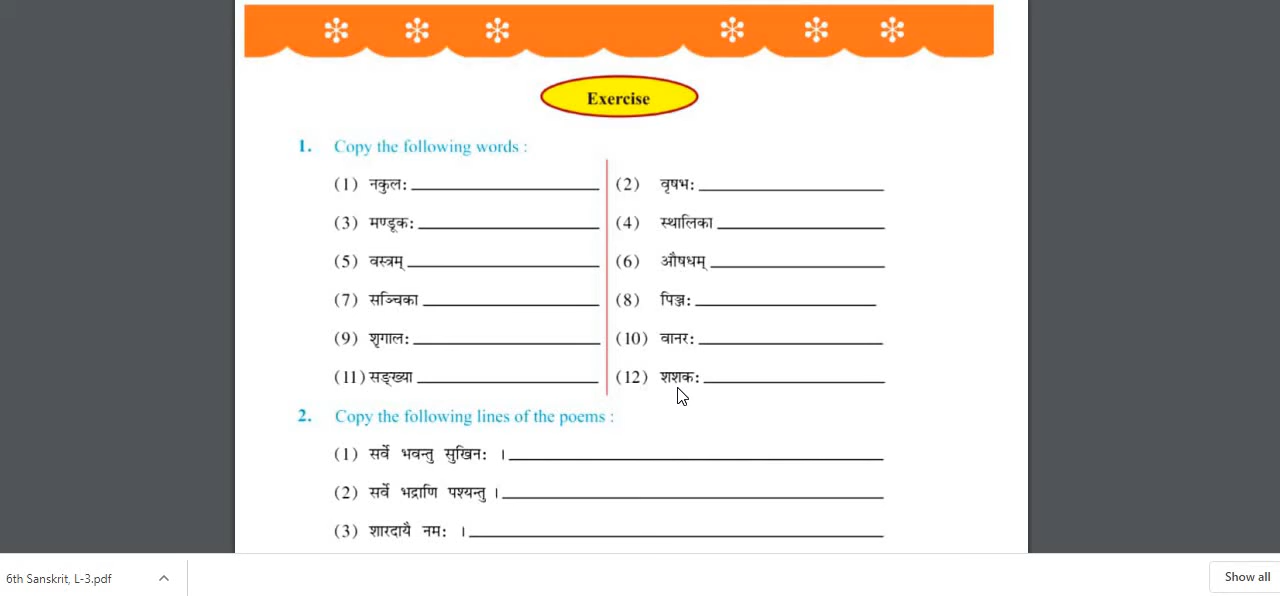 Exercise
1. Copy the following words :
(1) नकुलः (2) वृषभः
(3) मण्डूकः (4) स्थालिका
(5) वस्त्रम् (6) औषधम्
(7) सञ्चिका (8) पिञ्जः
(9) शृगालः (10) वानरः
(11) सङ्ख्या (12) शशकः
2. Copy the following lines of the poems :
(1) सर्वे भवन्तु सुखिनः ।
(2) सर्वे भद्राणि पश्यन्तु ।
(3) शारदायै नमः ।
6th Sanskrit, L-3.pdf Show all